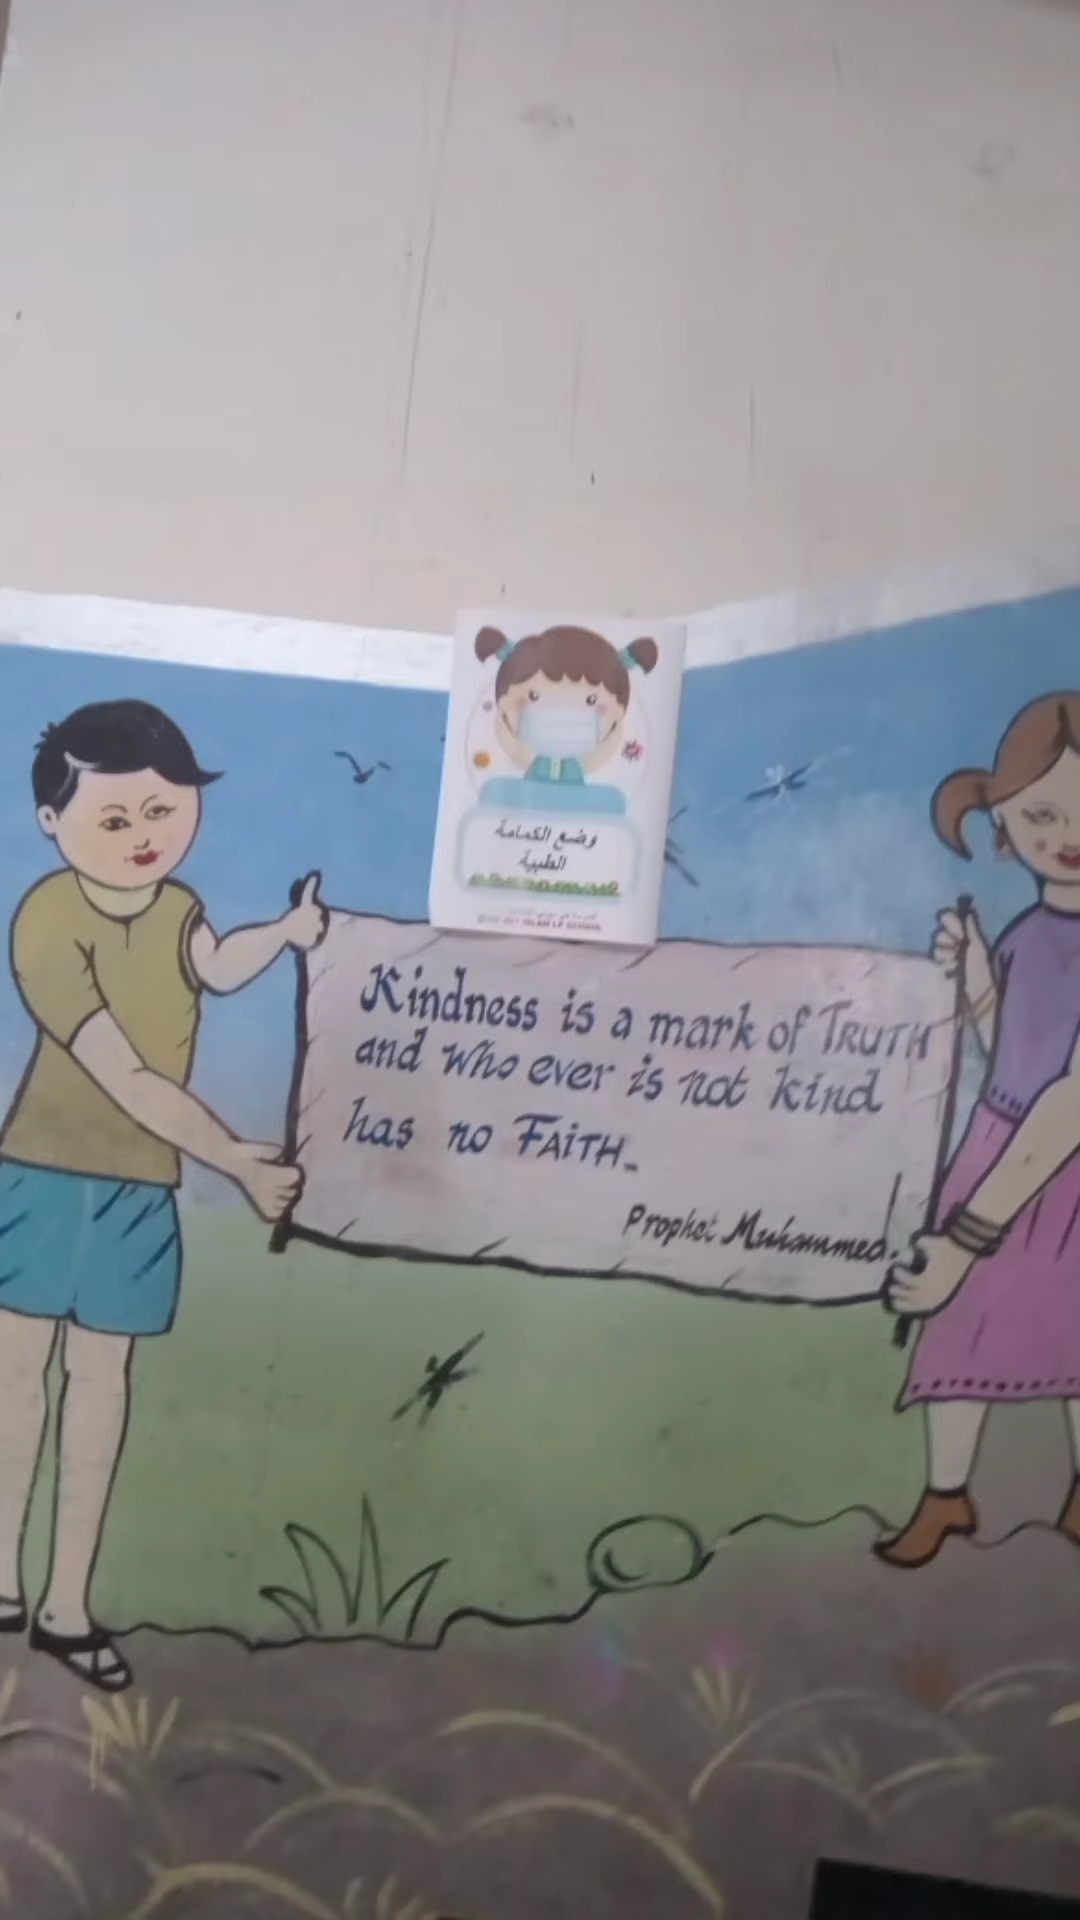 وضع الكمامة
الطبية
Kindness is a mark of TRUTH
and who ever is not kind
has no FAITH.
Prophet Muhammed.